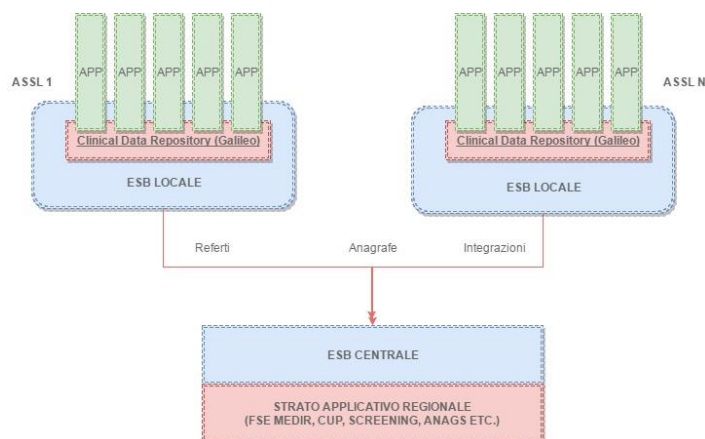 ASSL 1
APP
APP
APP
APP
APP
Clinical Data Repository (Galileo)
ESB LOCALE
APP
APP
APP
APP
APP
ASSL N
Clinical Data Repository (Galileo)
ESB LOCALE
Referti
Anagrafe
Integrazioni
ESB CENTRALE
STRATO APPLICATIVO REGIONALE
(FSE MEDIR, CUP, SCREENING, ANAGS ETC.)